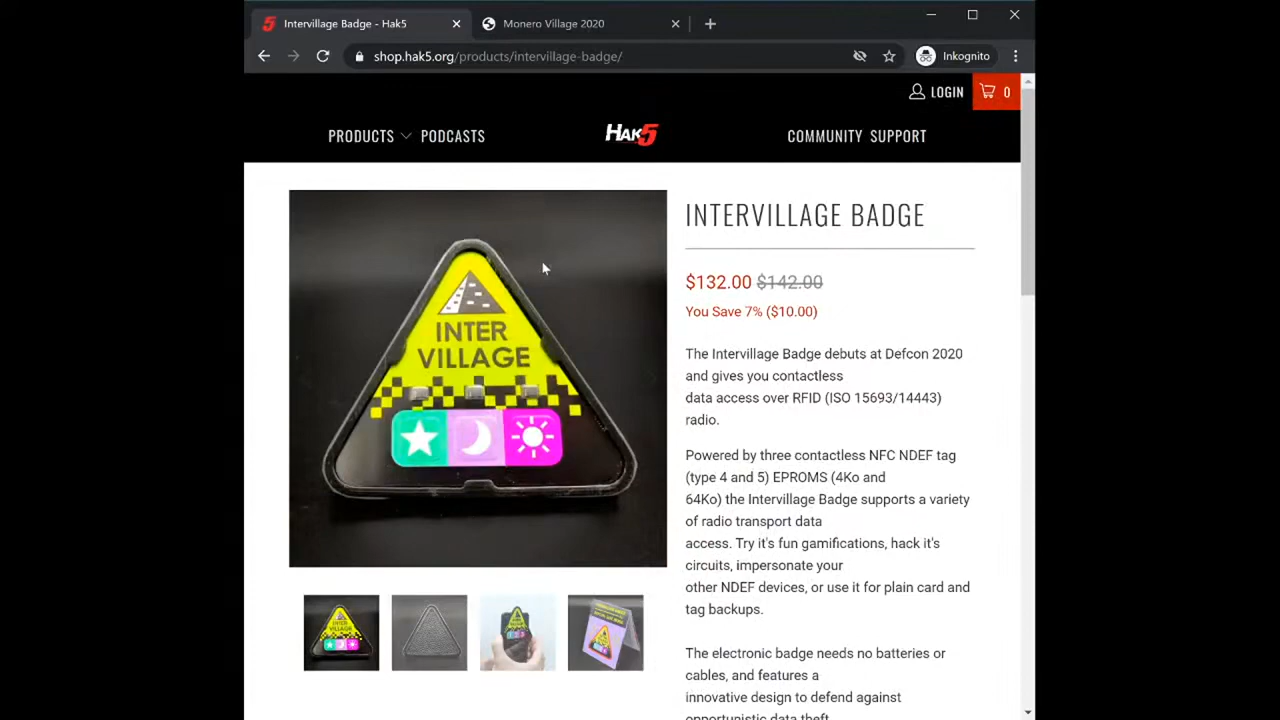 Intervillage Badge - Hak5
Monero Village 2020
shop.hak5.org/products/intervillage-badge/
Inkognito
LOGIN
0
PRODUCTS
PODCASTS
HAK5
COMMUNITY
SUPPORT
INTER
VILLAGE
INTERVILLAGE BADGE
$132.00 $142.00
You Save 7% ($10.00)
The Intervillage Badge debuts at Defcon 2020
and gives you contactless
data access over RFID (ISO 15693/14443)
radio.
Powered by three contactless NFC NDEF tag
(type 4 and 5) EPROMS (4Ko and
64Ko) the Intervillage Badge supports a variety
of radio transport data
access. Try it's fun gamifications, hack it's
circuits, impersonate your
other NDEF devices, or use it for plain card and
tag backups.
The electronic badge needs no batteries or
cables, and features a
innovative design to defend against
opportunistic data theft